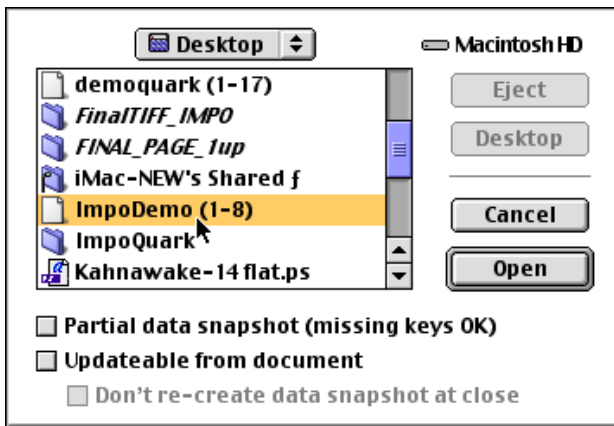 Desktop
Macintosh HD
demoquark (1-17)
FinalTIFF_IMPO
FINAL_PAGE_1up
iMac-NEW's Shared ƒ
ImpoDemo (1-8)
ImpoQuark
Kahnawake-14 flat.ps
Eject
Desktop
Cancel
Open
Partial data snapshot (missing keys OK)
Updateable from document
Don't re-create data snapshot at close